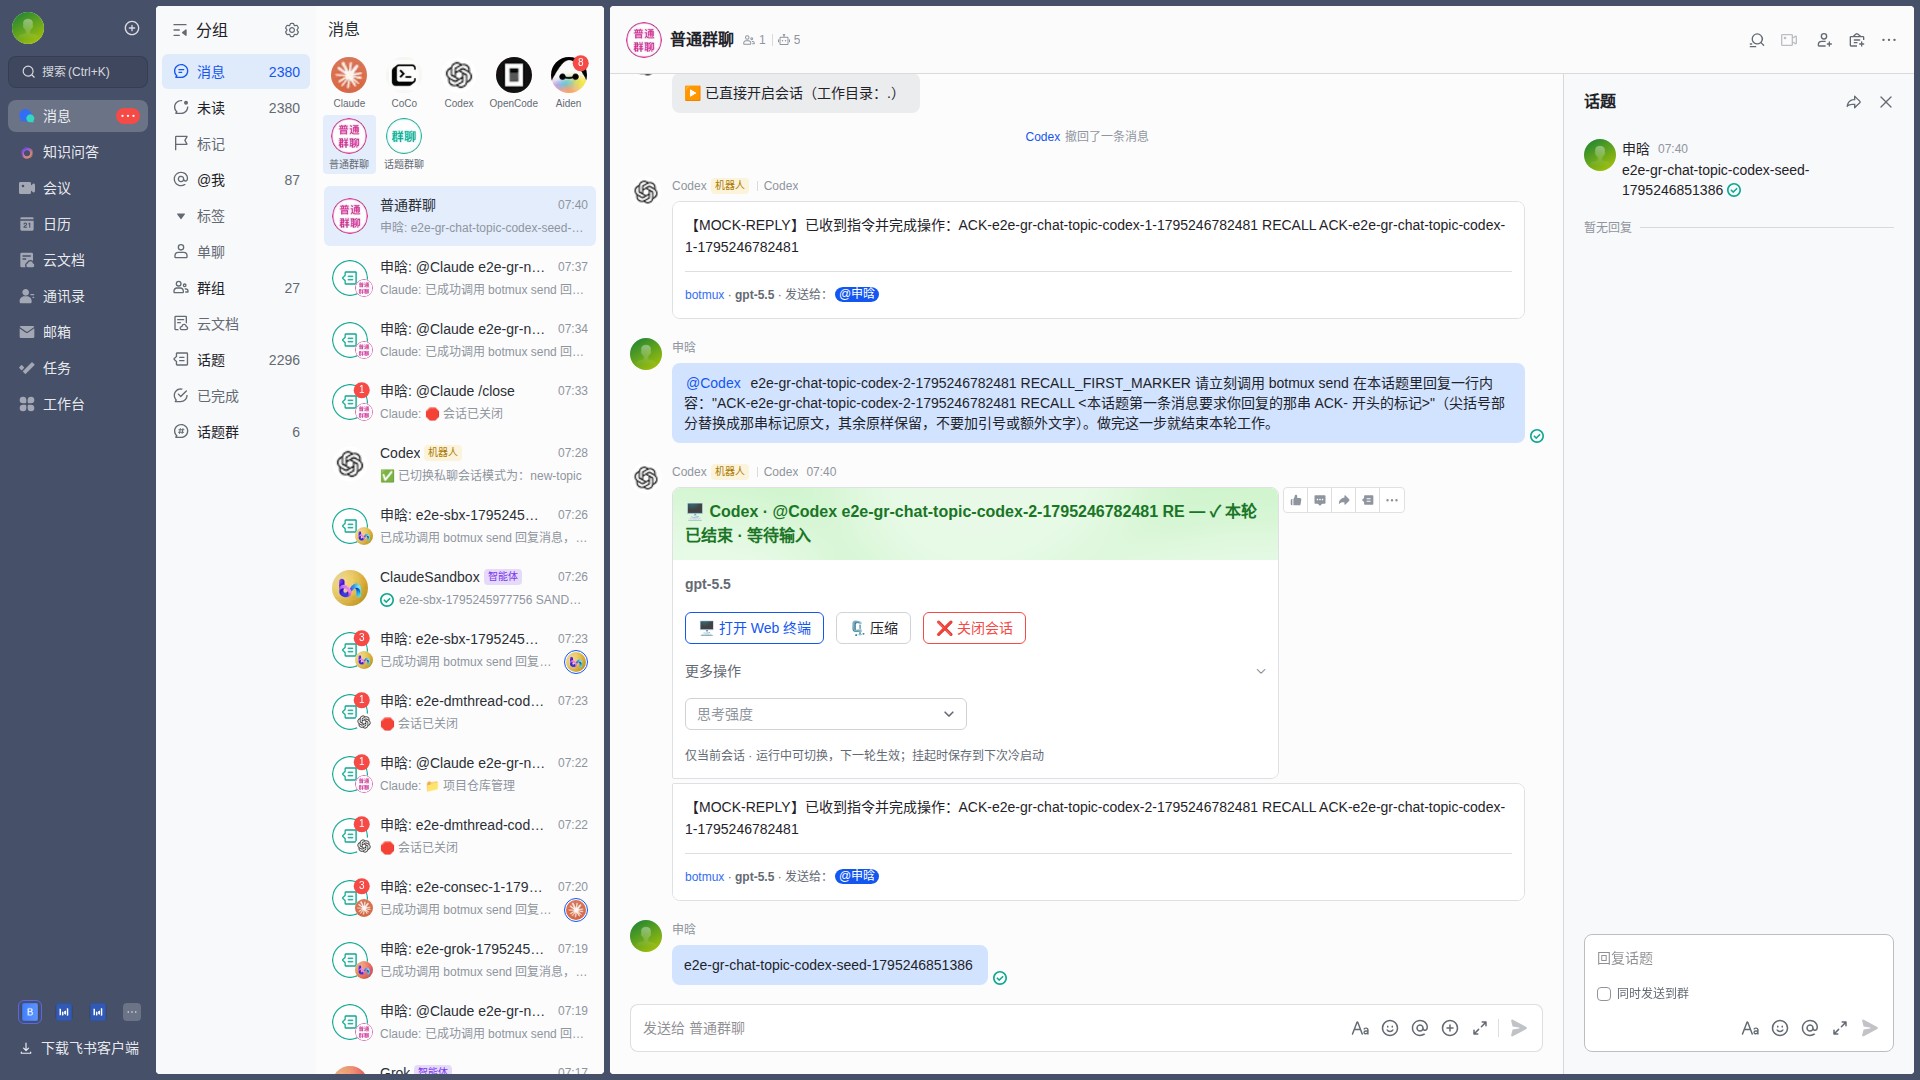 搜索 (Ctrl+K)
消息
知识问答
会议
日历
云文档
通讯录
邮箱
任务
工作台
下载飞书客户端
分组
消息 2380
未读 2380
标记
@我 87
标签
单聊
群组 27
云文档
话题 2296
已完成
话题群 6
消息
Claude
CoCo
Codex
OpenCode
8
Aiden
普通群聊
普通群聊
群聊
话题群聊
普通群聊
普通群聊 07:40
申晗: e2e-gr-chat-topic-codex-seed-…
申晗: @Claude e2e-gr-n… 07:37
Claude: 已成功调用 botmux send 回…
申晗: @Claude e2e-gr-n… 07:34
Claude: 已成功调用 botmux send 回…
1
申晗: @Claude /close 07:33
Claude: 🛑 会话已关闭
Codex 机器人 07:28
✅ 已切换私聊会话模式为：new-topic
申晗: e2e-sbx-1795245… 07:26
已成功调用 botmux send 回复消息，…
ClaudeSandbox 智能体 07:26
e2e-sbx-1795245977756 SAND…
3
申晗: e2e-sbx-1795245… 07:23
已成功调用 botmux send 回复…
1
申晗: e2e-dmthread-cod… 07:23
🛑 会话已关闭
1
申晗: @Claude e2e-gr-n… 07:22
Claude: 📁 项目仓库管理
1
申晗: e2e-dmthread-cod… 07:22
🛑 会话已关闭
3
申晗: e2e-consec-1-179… 07:20
已成功调用 botmux send 回复…
申晗: e2e-grok-1795245… 07:19
已成功调用 botmux send 回复消息，…
申晗: @Claude e2e-gr-n… 07:19
Claude: 已成功调用 botmux send 回…
Grok 智能体 07:17
普通群聊
普通群聊 1 5
▶️ 已直接开启会话（工作目录：.）
Codex 撤回了一条消息
Codex 机器人 Codex
【MOCK-REPLY】已收到指令并完成操作：ACK-e2e-gr-chat-topic-codex-1-1795246782481 RECALL ACK-e2e-gr-chat-topic-codex-
1-1795246782481
botmux · gpt-5.5 · 发送给： @申晗
申晗
@Codex e2e-gr-chat-topic-codex-2-1795246782481 RECALL_FIRST_MARKER 请立刻调用 botmux send 在本话题里回复一行内
容："ACK-e2e-gr-chat-topic-codex-2-1795246782481 RECALL <本话题第一条消息要求你回复的那串 ACK- 开头的标记>"（尖括号部
分替换成那串标记原文，其余原样保留，不要加引号或额外文字）。做完这一步就结束本轮工作。
Codex 机器人 Codex 07:40
🖥️ Codex · @Codex e2e-gr-chat-topic-codex-2-1795246782481 RE — ✓ 本轮
已结束 · 等待输入
gpt-5.5
🖥️ 打开 Web 终端
🗜️ 压缩
❌ 关闭会话
更多操作
思考强度
仅当前会话 · 运行中可切换，下一轮生效；挂起时保存到下次冷启动
【MOCK-REPLY】已收到指令并完成操作：ACK-e2e-gr-chat-topic-codex-2-1795246782481 RECALL ACK-e2e-gr-chat-topic-codex-
1-1795246782481
botmux · gpt-5.5 · 发送给： @申晗
申晗
e2e-gr-chat-topic-codex-seed-1795246851386
发送给 普通群聊
话题
申晗 07:40
e2e-gr-chat-topic-codex-seed-
1795246851386
暂无回复
回复话题
同时发送到群